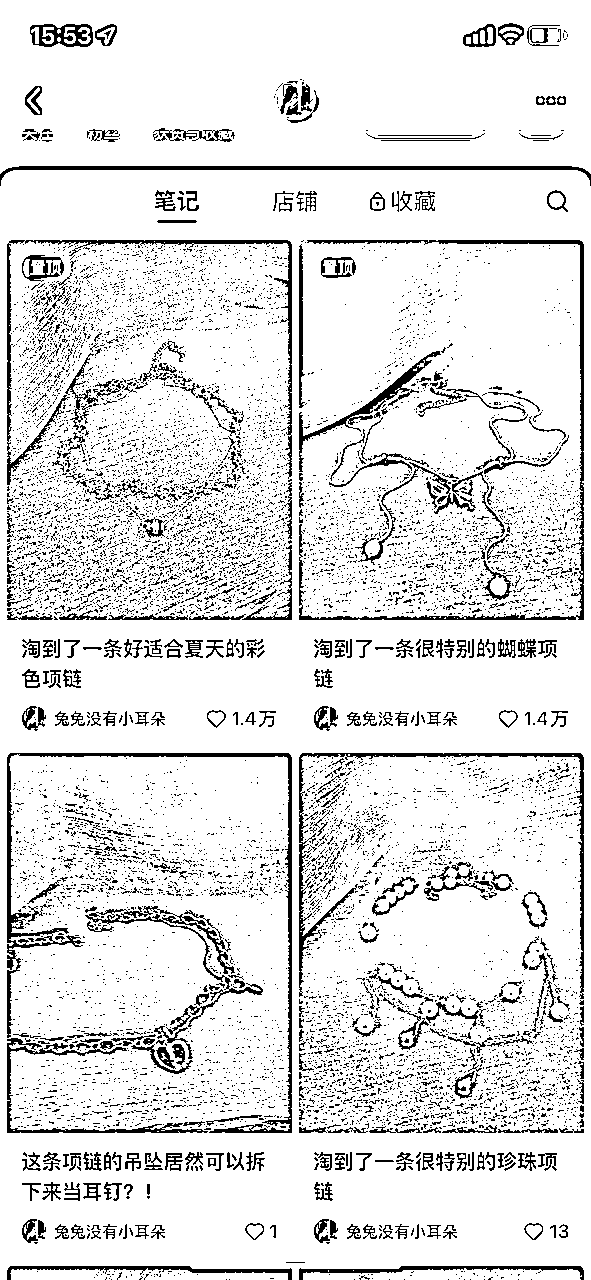 15:53
笔记 店铺 收藏
置顶
置顶
淘到了一条好适合夏天的彩
色项链
兔兔没有小耳朵 1.4万
淘到了一条很特别的蝴蝶项
链
兔兔没有小耳朵 1.4万
这条项链的吊坠居然可以拆
下来当耳钉？！
兔兔没有小耳朵 1
淘到了一条很特别的珍珠项
链
兔兔没有小耳朵 13